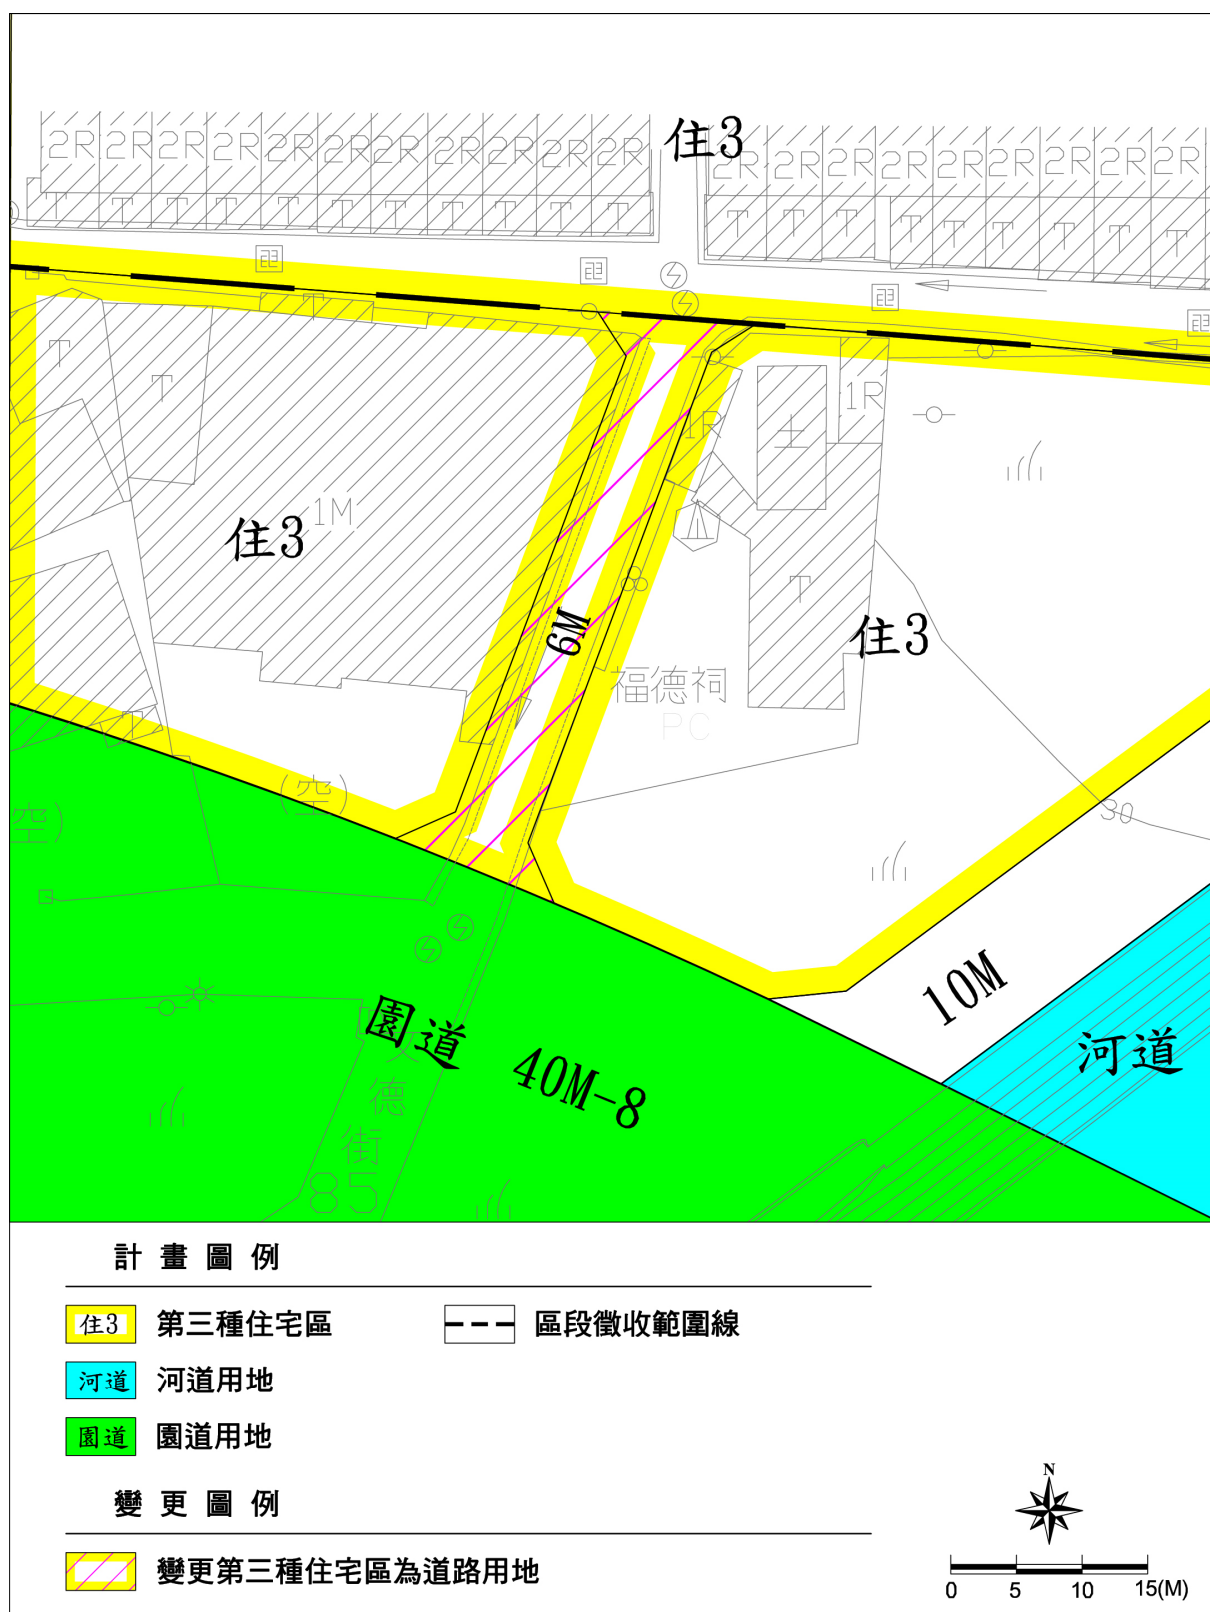 住3
2R 2R 2R 2R 2R 2R 2R 2R 2R 2R 2R
2R 2R 2R 2R 2R 2R 2R 2R 2R
T T T T T T T T T T T
T T T T T T T T T
T
T
T
1R
土
1R
1M
住3
T
6M
住3
福德祠
PC
T
(空)
空)
30
10M
園道 40M-8
河道
文
德
街
85
計畫圖例
住3 第三種住宅區
區段徵收範圍線
河道 河道用地
園道 園道用地
變更圖例
變更第三種住宅區為道路用地
N
0 5 10 15(M)